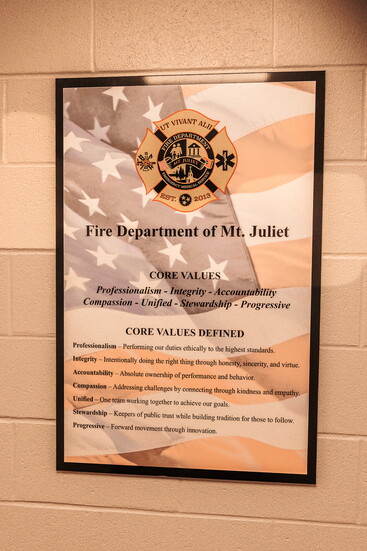 UT VIVANT ALII
FIRE DEPARTMENT
MT. JULIET
EMERGENCY MEDICAL
EST. 2013
Fire Department of Mt. Juliet
CORE VALUES
Professionalism - Integrity - Accountability
Compassion - Unified - Stewardship - Progressive
CORE VALUES DEFINED
Professionalism – Performing our duties ethically to the highest standards.
Integrity – Intentionally doing the right thing through honesty, sincerity, and virtue.
Accountability – Absolute ownership of performance and behavior.
Compassion – Addressing challenges by connecting through kindness and empathy.
Unified – One team working together to achieve our goals.
Stewardship – Keepers of public trust while building tradition for those to follow.
Progressive – Forward movement through innovation.